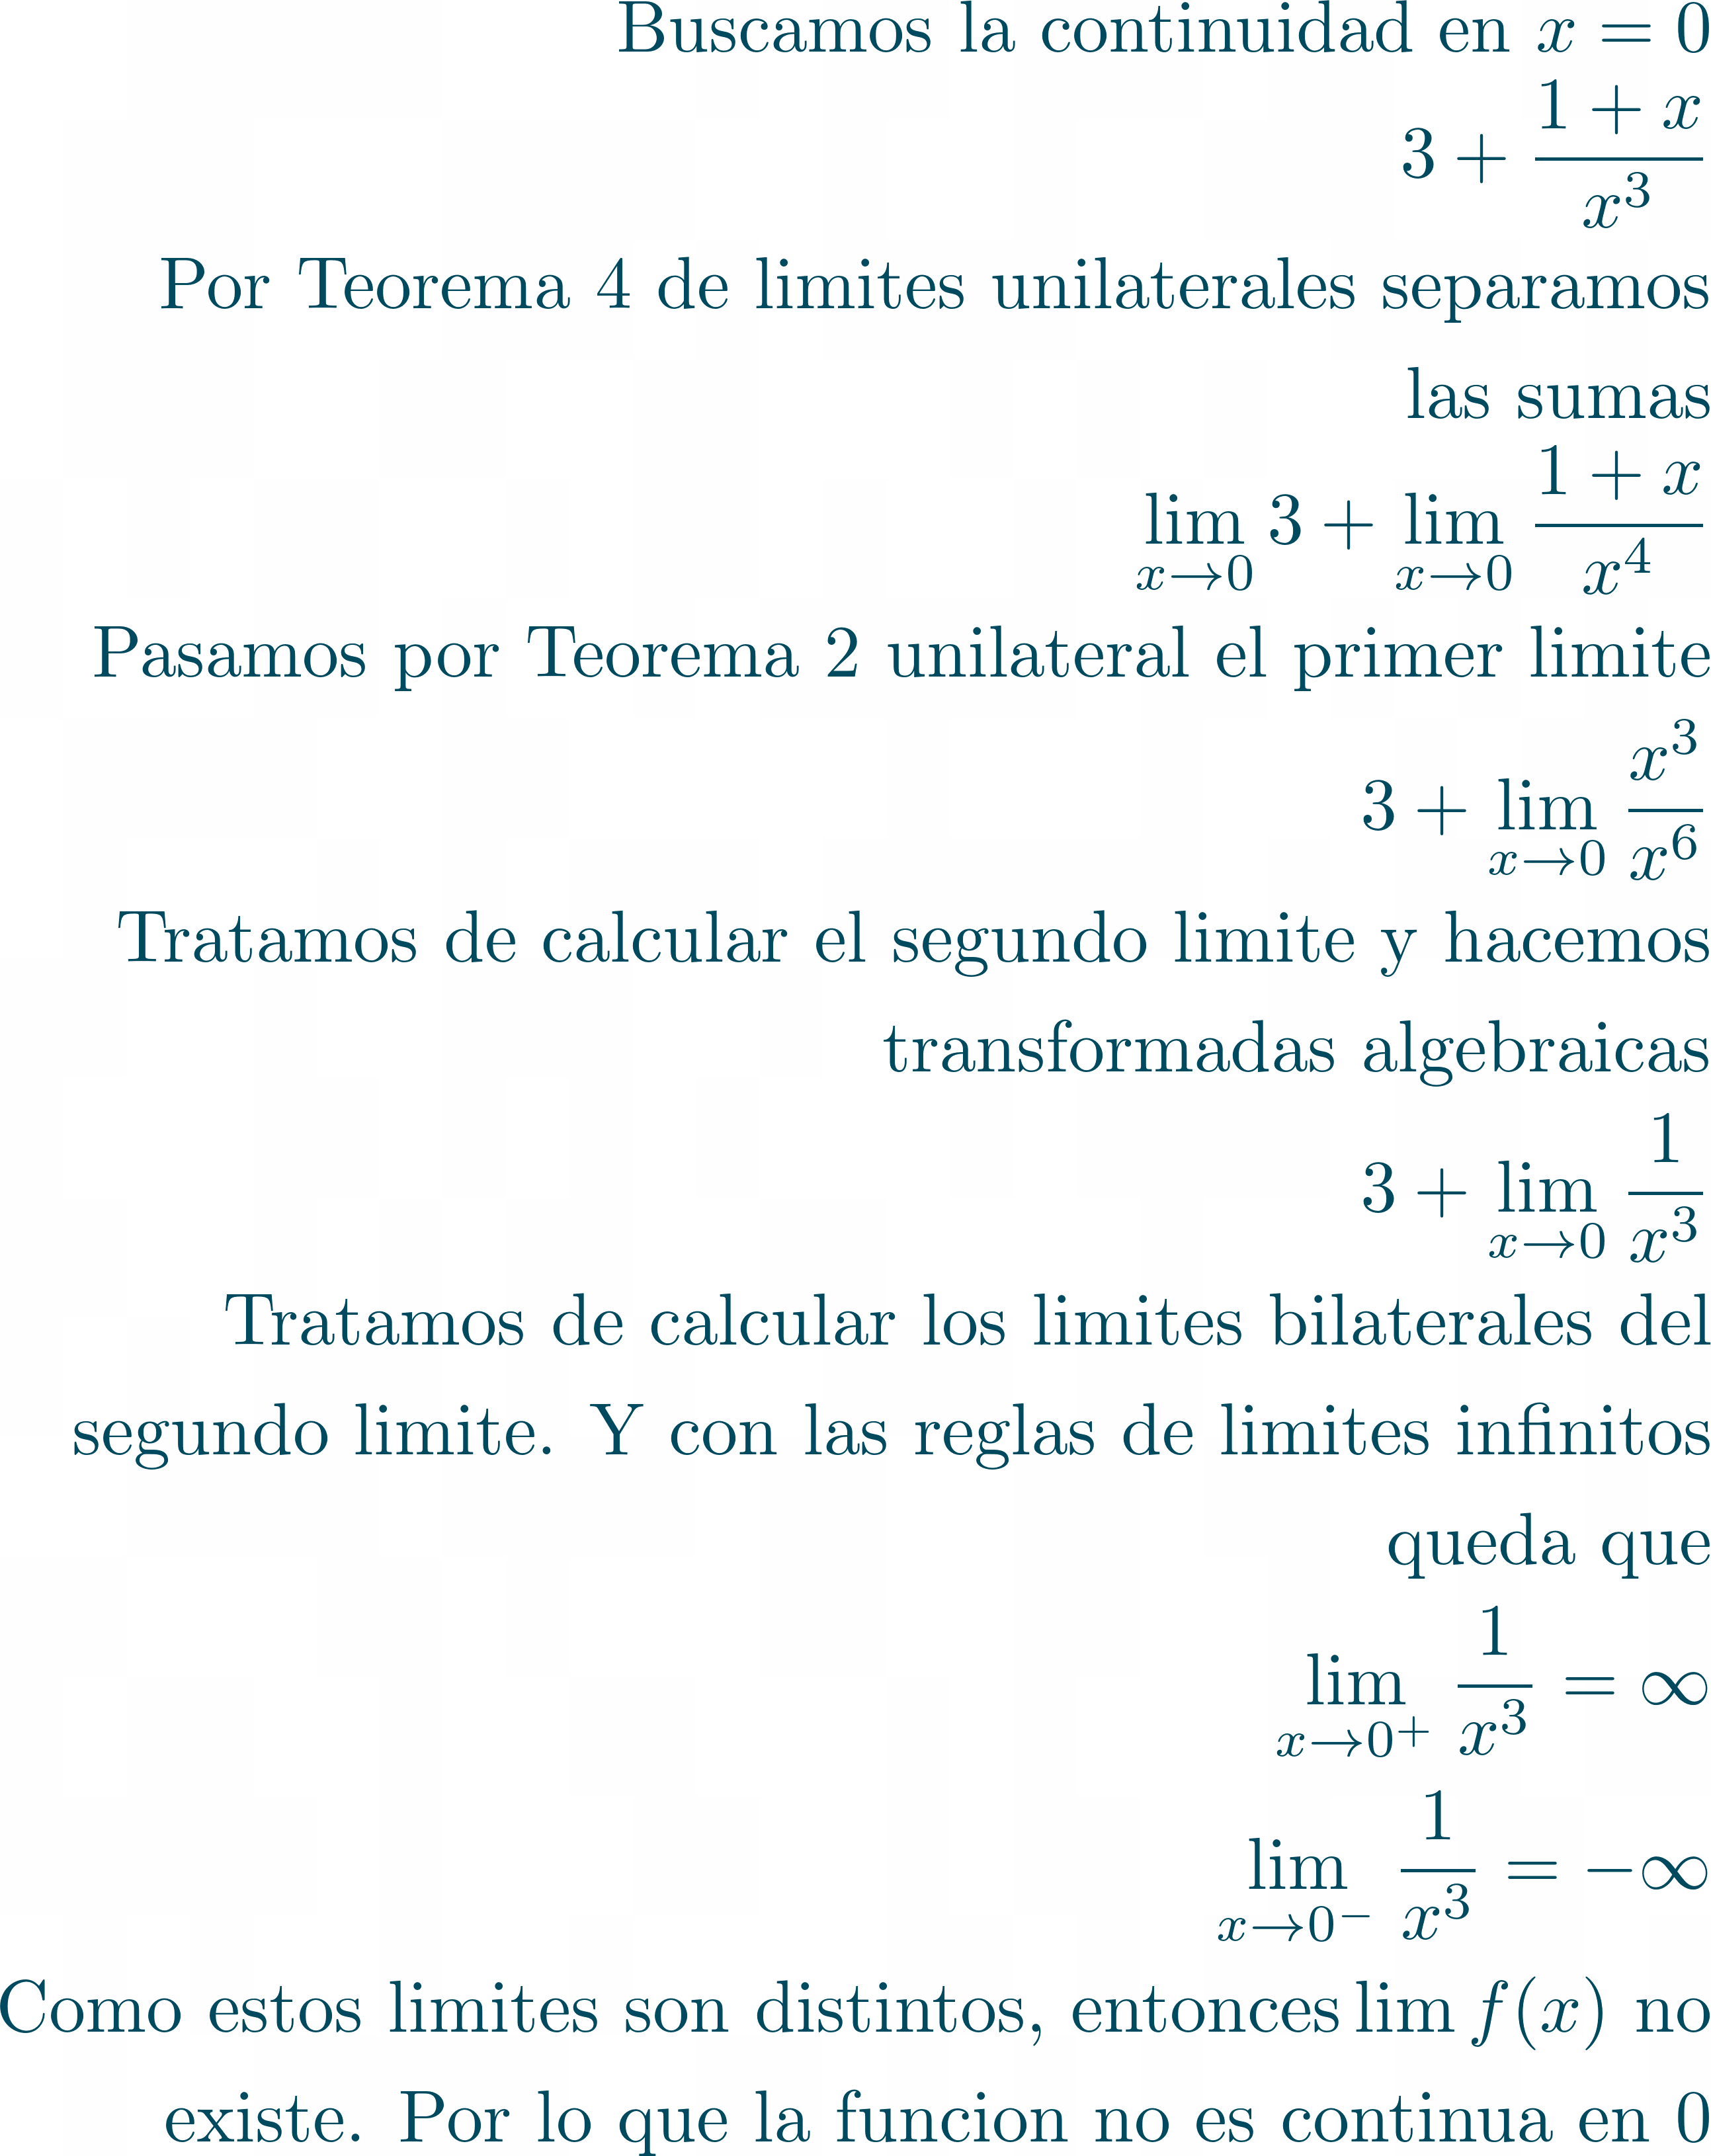 Buscamos la continuidad en $x = 0$
$3 + \frac{1+x}{x^3}$
Por Teorema 4 de limites unilaterales separamos
las sumas
$\lim_{x \to 0} 3 + \lim_{x \to 0} \frac{1+x}{x^4}$
Pasamos por Teorema 2 unilateral el primer limite
$3 + \lim_{x \to 0} \frac{x^3}{x^6}$
Tratamos de calcular el segundo limite y hacemos
transformadas algebraicas
$3 + \lim_{x \to 0} \frac{1}{x^3}$
Tratamos de calcular los limites bilaterales del
segundo limite. Y con las reglas de limites infinitos
queda que
$\lim_{x \to 0^+} \frac{1}{x^3} = \infty$
$\lim_{x \to 0^-} \frac{1}{x^3} = -\infty$
Como estos limites son distintos, entonces $\lim f(x)$ no
existe. Por lo que la funcion no es continua en 0